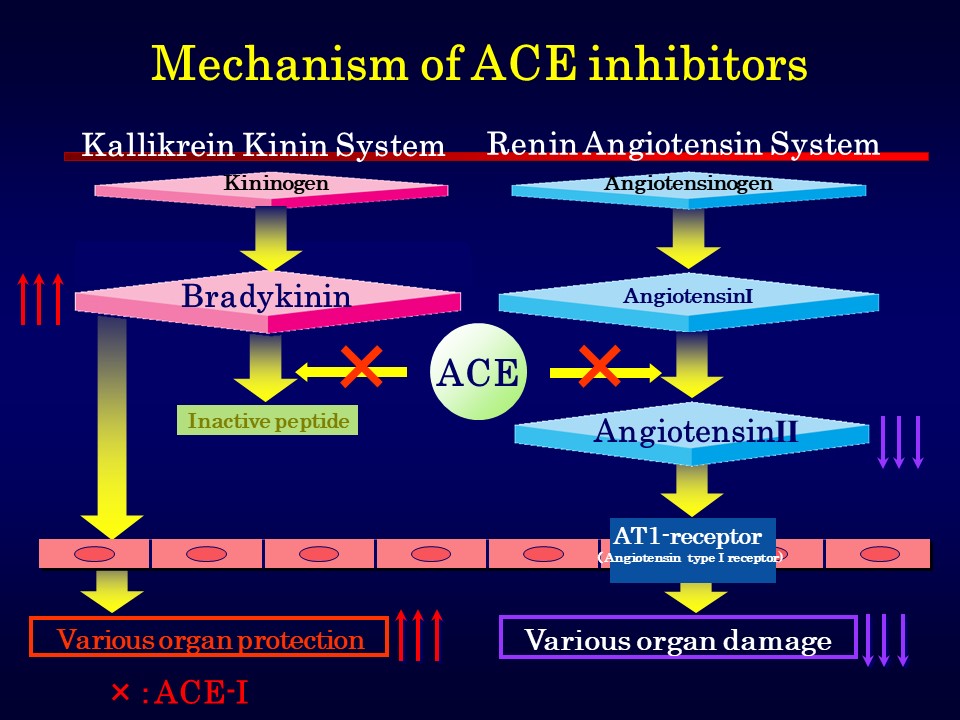 Mechanism of ACE inhibitors
Kallikrein Kinin System
Renin Angiotensin System
Kininogen
Angiotensinogen
Bradykinin
AngiotensinI
ACE
Inactive peptide
AngiotensinII
AT1-receptor
(Angiotensin type I receptor)
Various organ protection
Various organ damage
× : ACE-I